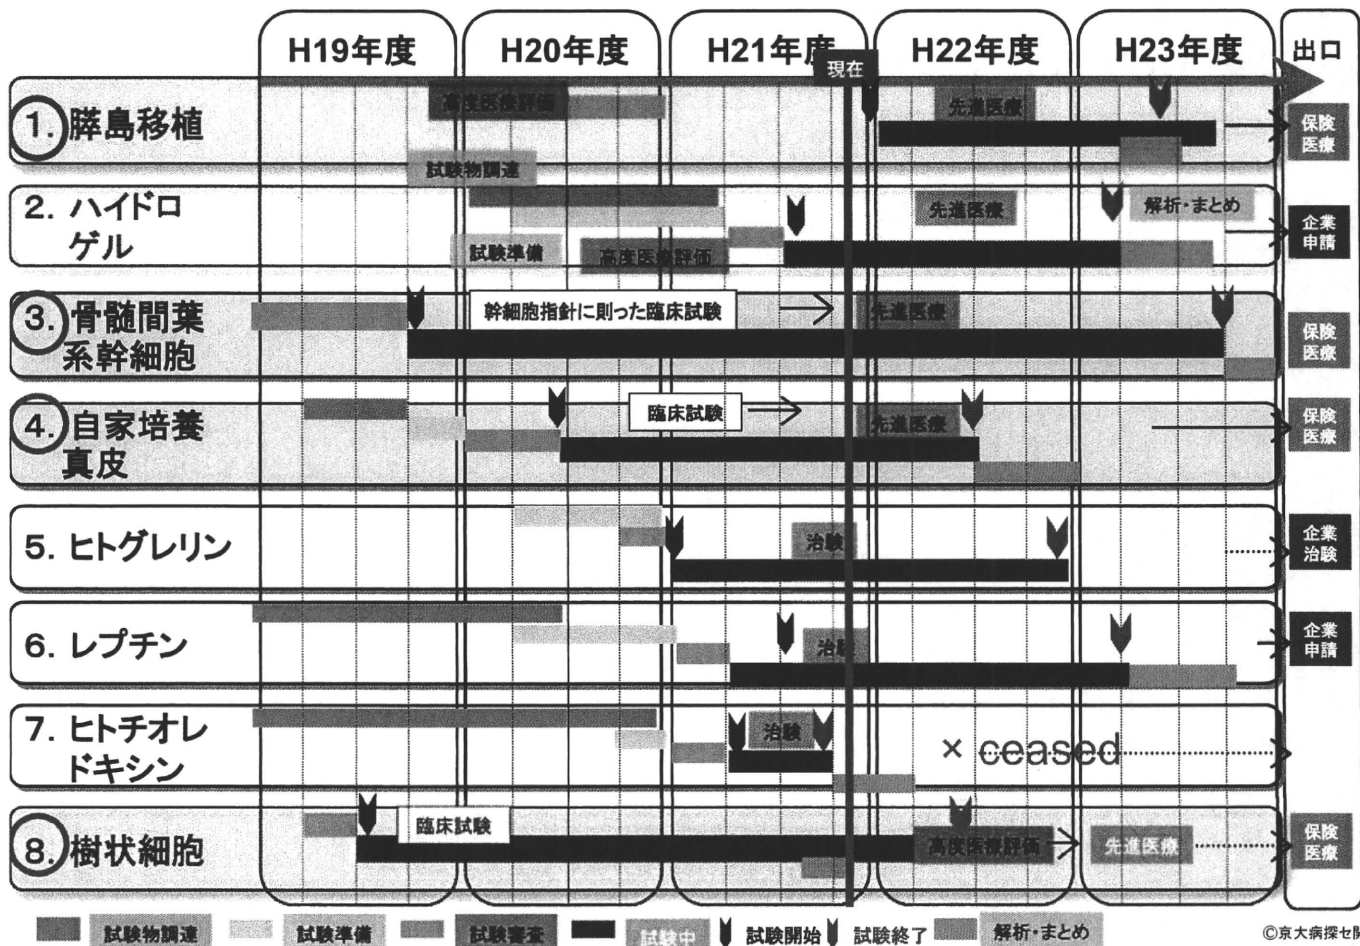 H19年度 H20年度 H21年度 H22年度 H23年度 出口
現在
1. 膵島移植
高度医療評価
先進医療
保険
医療
試験物調達
2. ハイドロ
ゲル
先進医療
解析・まとめ
企業
申請
試験準備
高度医療評価
3. 骨髄間葉
系幹細胞
幹細胞指針に則った臨床試験
先進医療
保険
医療
4. 自家培養
真皮
臨床試験
先進医療
保険
医療
5. ヒトグレリン
治験
企業
治験
6. レプチン
治験
企業
申請
7. ヒトチオレ
ドキシン
治験
× ceased
8. 樹状細胞
臨床試験
高度医療評価
先進医療
保険
医療
試験物調達 試験準備 試験審査 試験中 試験開始 試験終了 解析・まとめ
©京大病探セ